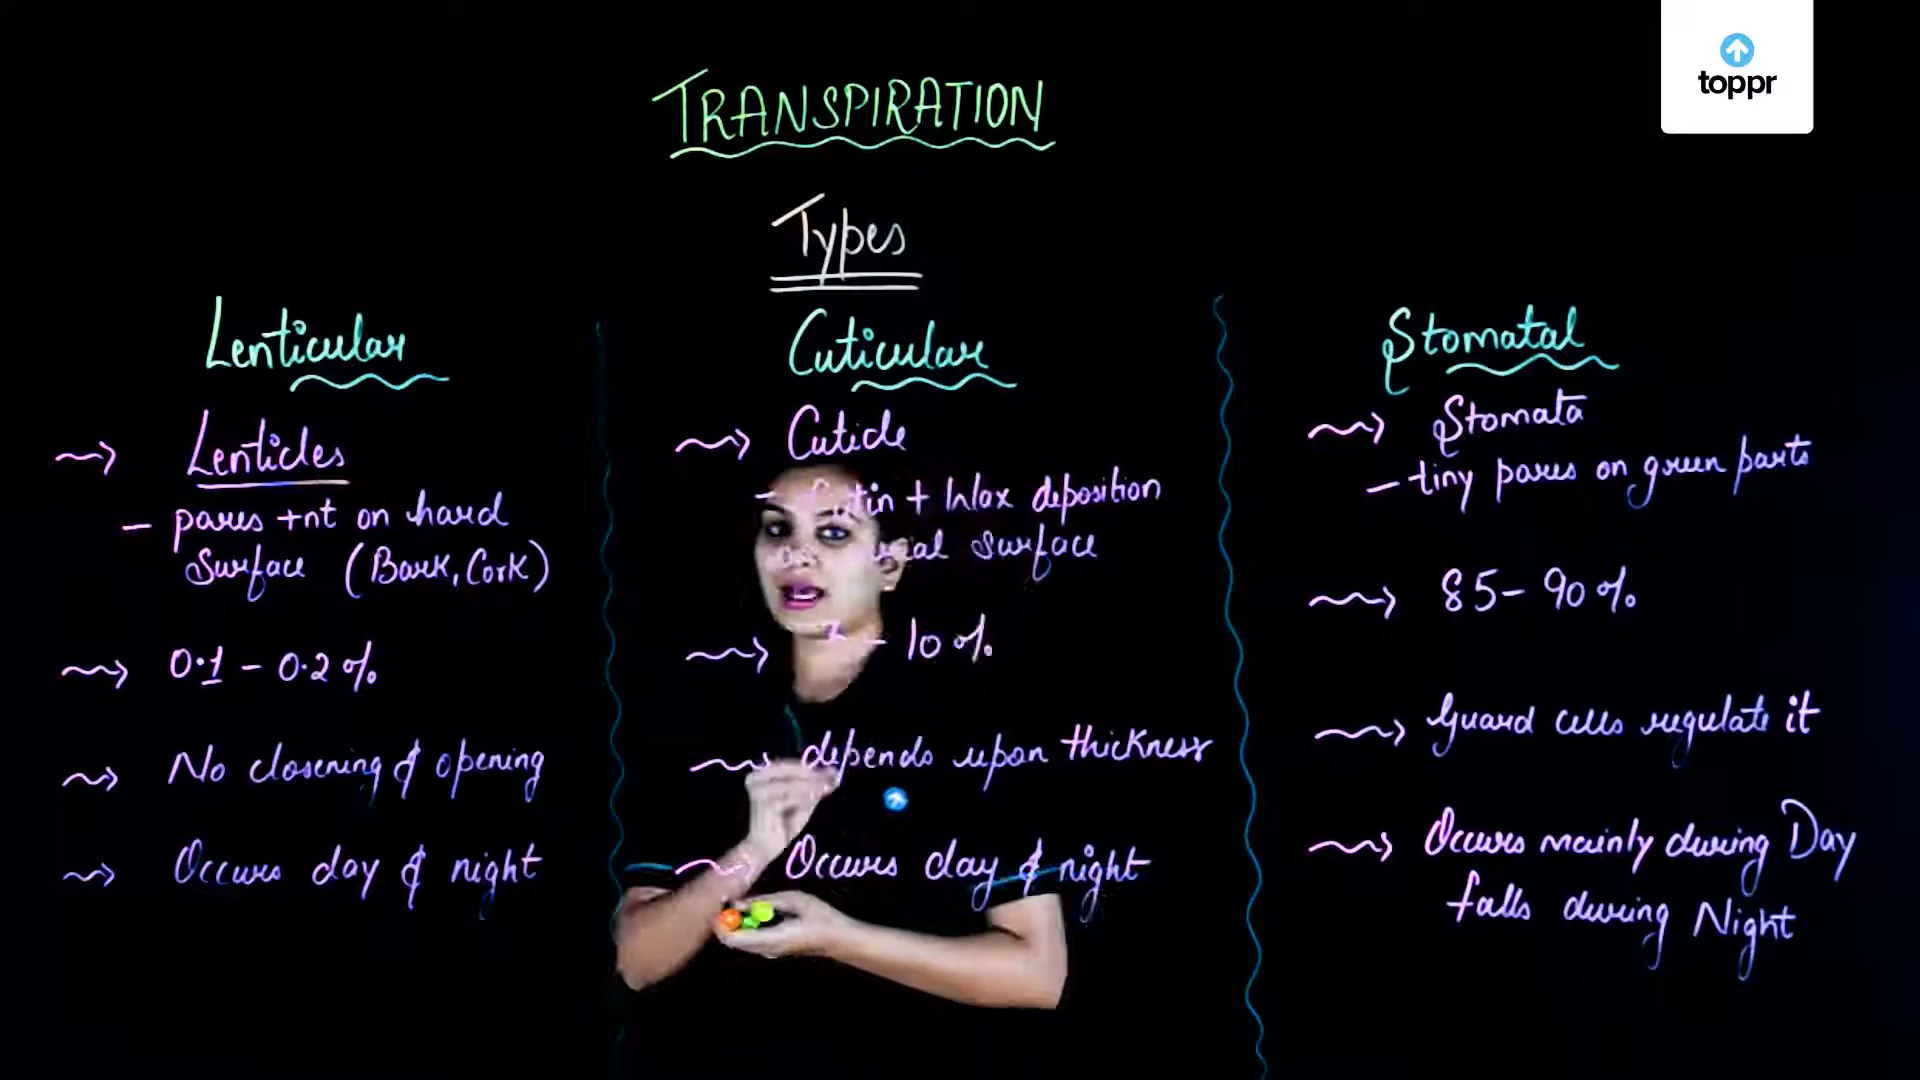 toppr
TRANSPIRATION
Types
Lenticular
Lenticles
- pores +nt on hard
Surface (Bark, Cork)
0.1 - 0.2 %
No closening & opening
Occurs day & night
Cuticular
Cuticle
- + Wax deposition
surface
- 10 %
depends upon thickness
Occurs day & night
Stomatal
Stomata
- tiny pores on green parts
85 - 90 %
Guard cells regulate it
Occurs mainly during Day
falls during Night